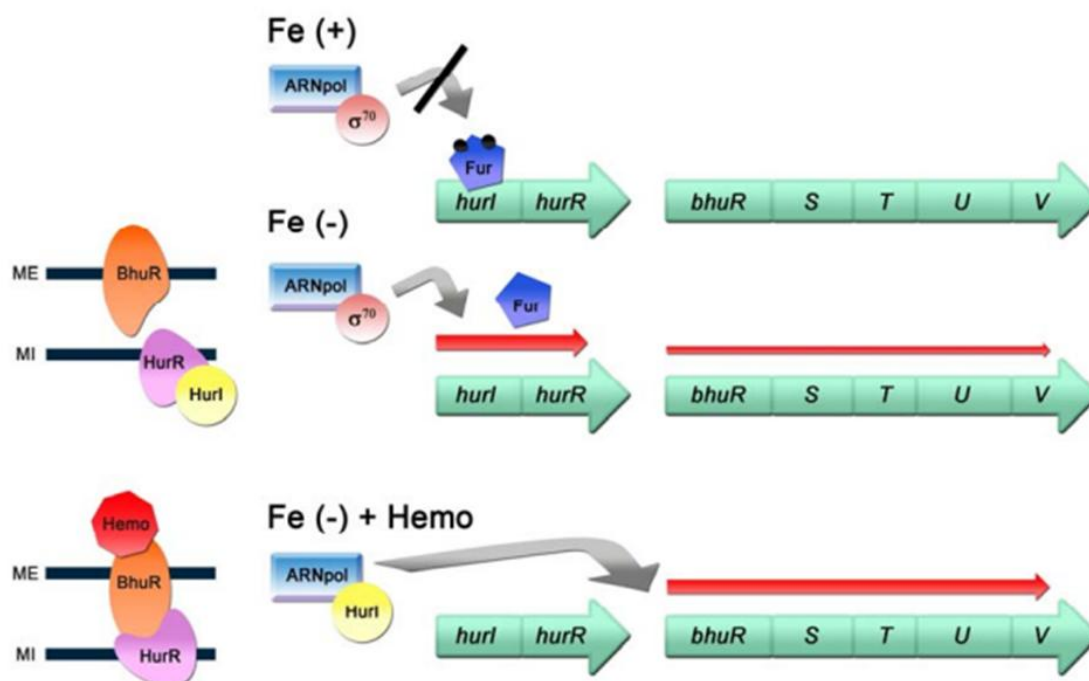 Fe (+)
ARNpol
σ70
Fur
hurI hurR bhuR S T U V
Fe (-)
ME BhuR
ARNpol
σ70
Fur
MI HurR
HurI
hurI hurR bhuR S T U V
Hemo
Fe (-) + Hemo
ME BhuR
ARNpol
HurI
hurI hurR bhuR S T U V
MI HurR